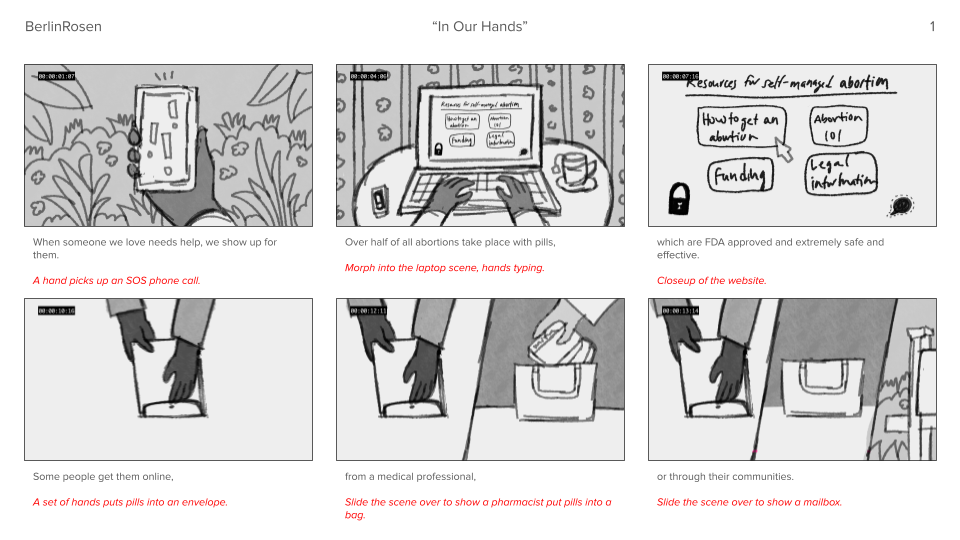 BerlinRosen
“In Our Hands”
1
00:00:01:07
00:00:04:06
Resources for self-managed abortion
How to get an
abortion
Abortion
101
Funding
Legal
information
00:00:07:16
Resources for self-managed abortion
How to get an
abortion
Abortion
101
Funding
Legal
information
When someone we love needs help, we show up for
them.
A hand picks up an SOS phone call.
Over half of all abortions take place with pills,
Morph into the laptop scene, hands typing.
which are FDA approved and extremely safe and
effective.
Closeup of the website.
00:00:10:16
00:00:12:11
00:00:13:14
Some people get them online,
A set of hands puts pills into an envelope.
from a medical professional,
Slide the scene over to show a pharmacist put pills into a
bag.
or through their communities.
Slide the scene over to show a mailbox.